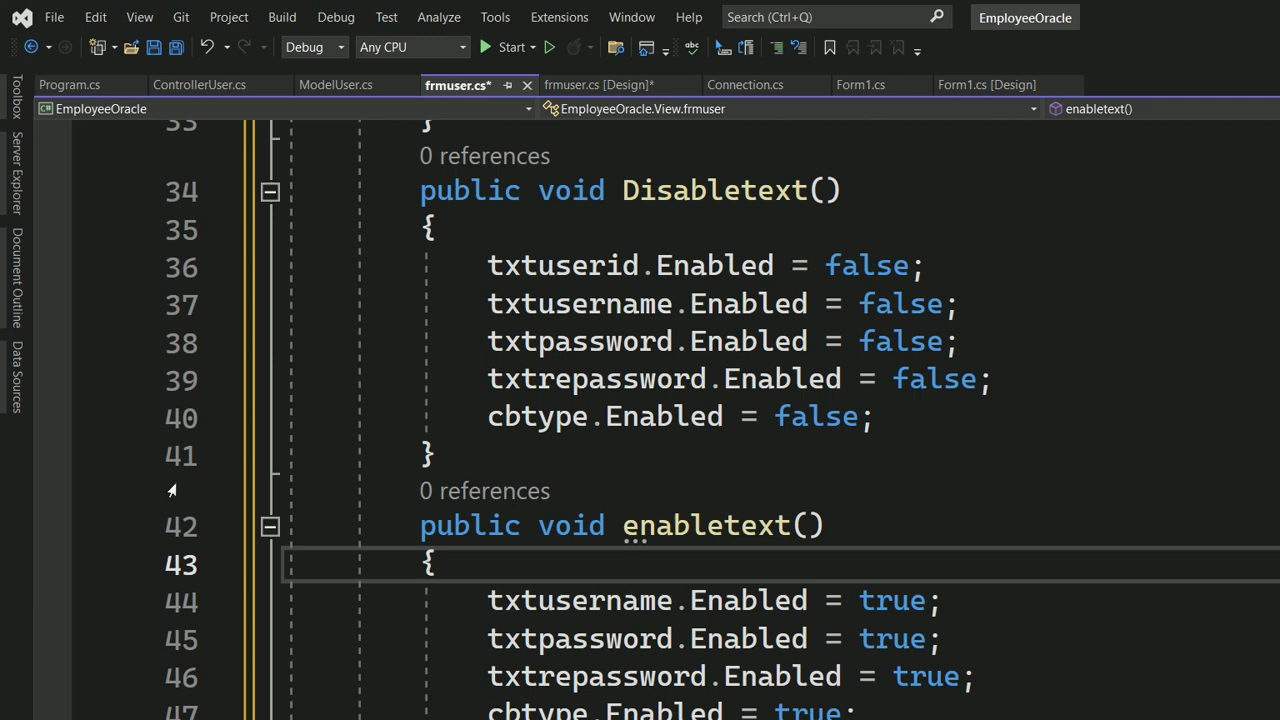 File Edit View Git Project Build Debug Test Analyze Tools Extensions Window Help Search (Ctrl+Q) EmployeeOracle
Debug Any CPU Start
Program.cs ControllerUser.cs ModelUser.cs frmuser.cs* frmuser.cs [Design]* Connection.cs Form1.cs Form1.cs [Design]
EmployeeOracle EmployeeOracle.View.frmuser enabletext()
Toolbox
Server Explorer
Document Outline
Data Sources
33 }
0 references
34 public void Disabletext()
35 {
36 txtuserid.Enabled = false;
37 txtusername.Enabled = false;
38 txtpassword.Enabled = false;
39 txtrepassword.Enabled = false;
40 cbtype.Enabled = false;
41 }
0 references
42 public void enabletext()
43 {
44 txtusername.Enabled = true;
45 txtpassword.Enabled = true;
46 txtrepassword.Enabled = true;
47 cbtype.Enabled = true;